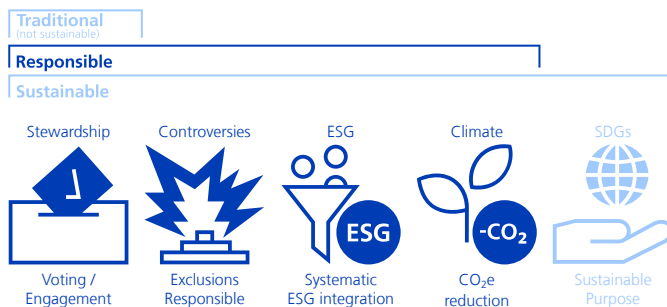 Traditional
(not sustainable)
Responsible
Sustainable
Stewardship
Controversies
ESG
Climate
SDGs
ESG
-CO₂
Voting /
Engagement
Exclusions
Responsible
Systematic
ESG integration
CO₂e
reduction
Sustainable
Purpose